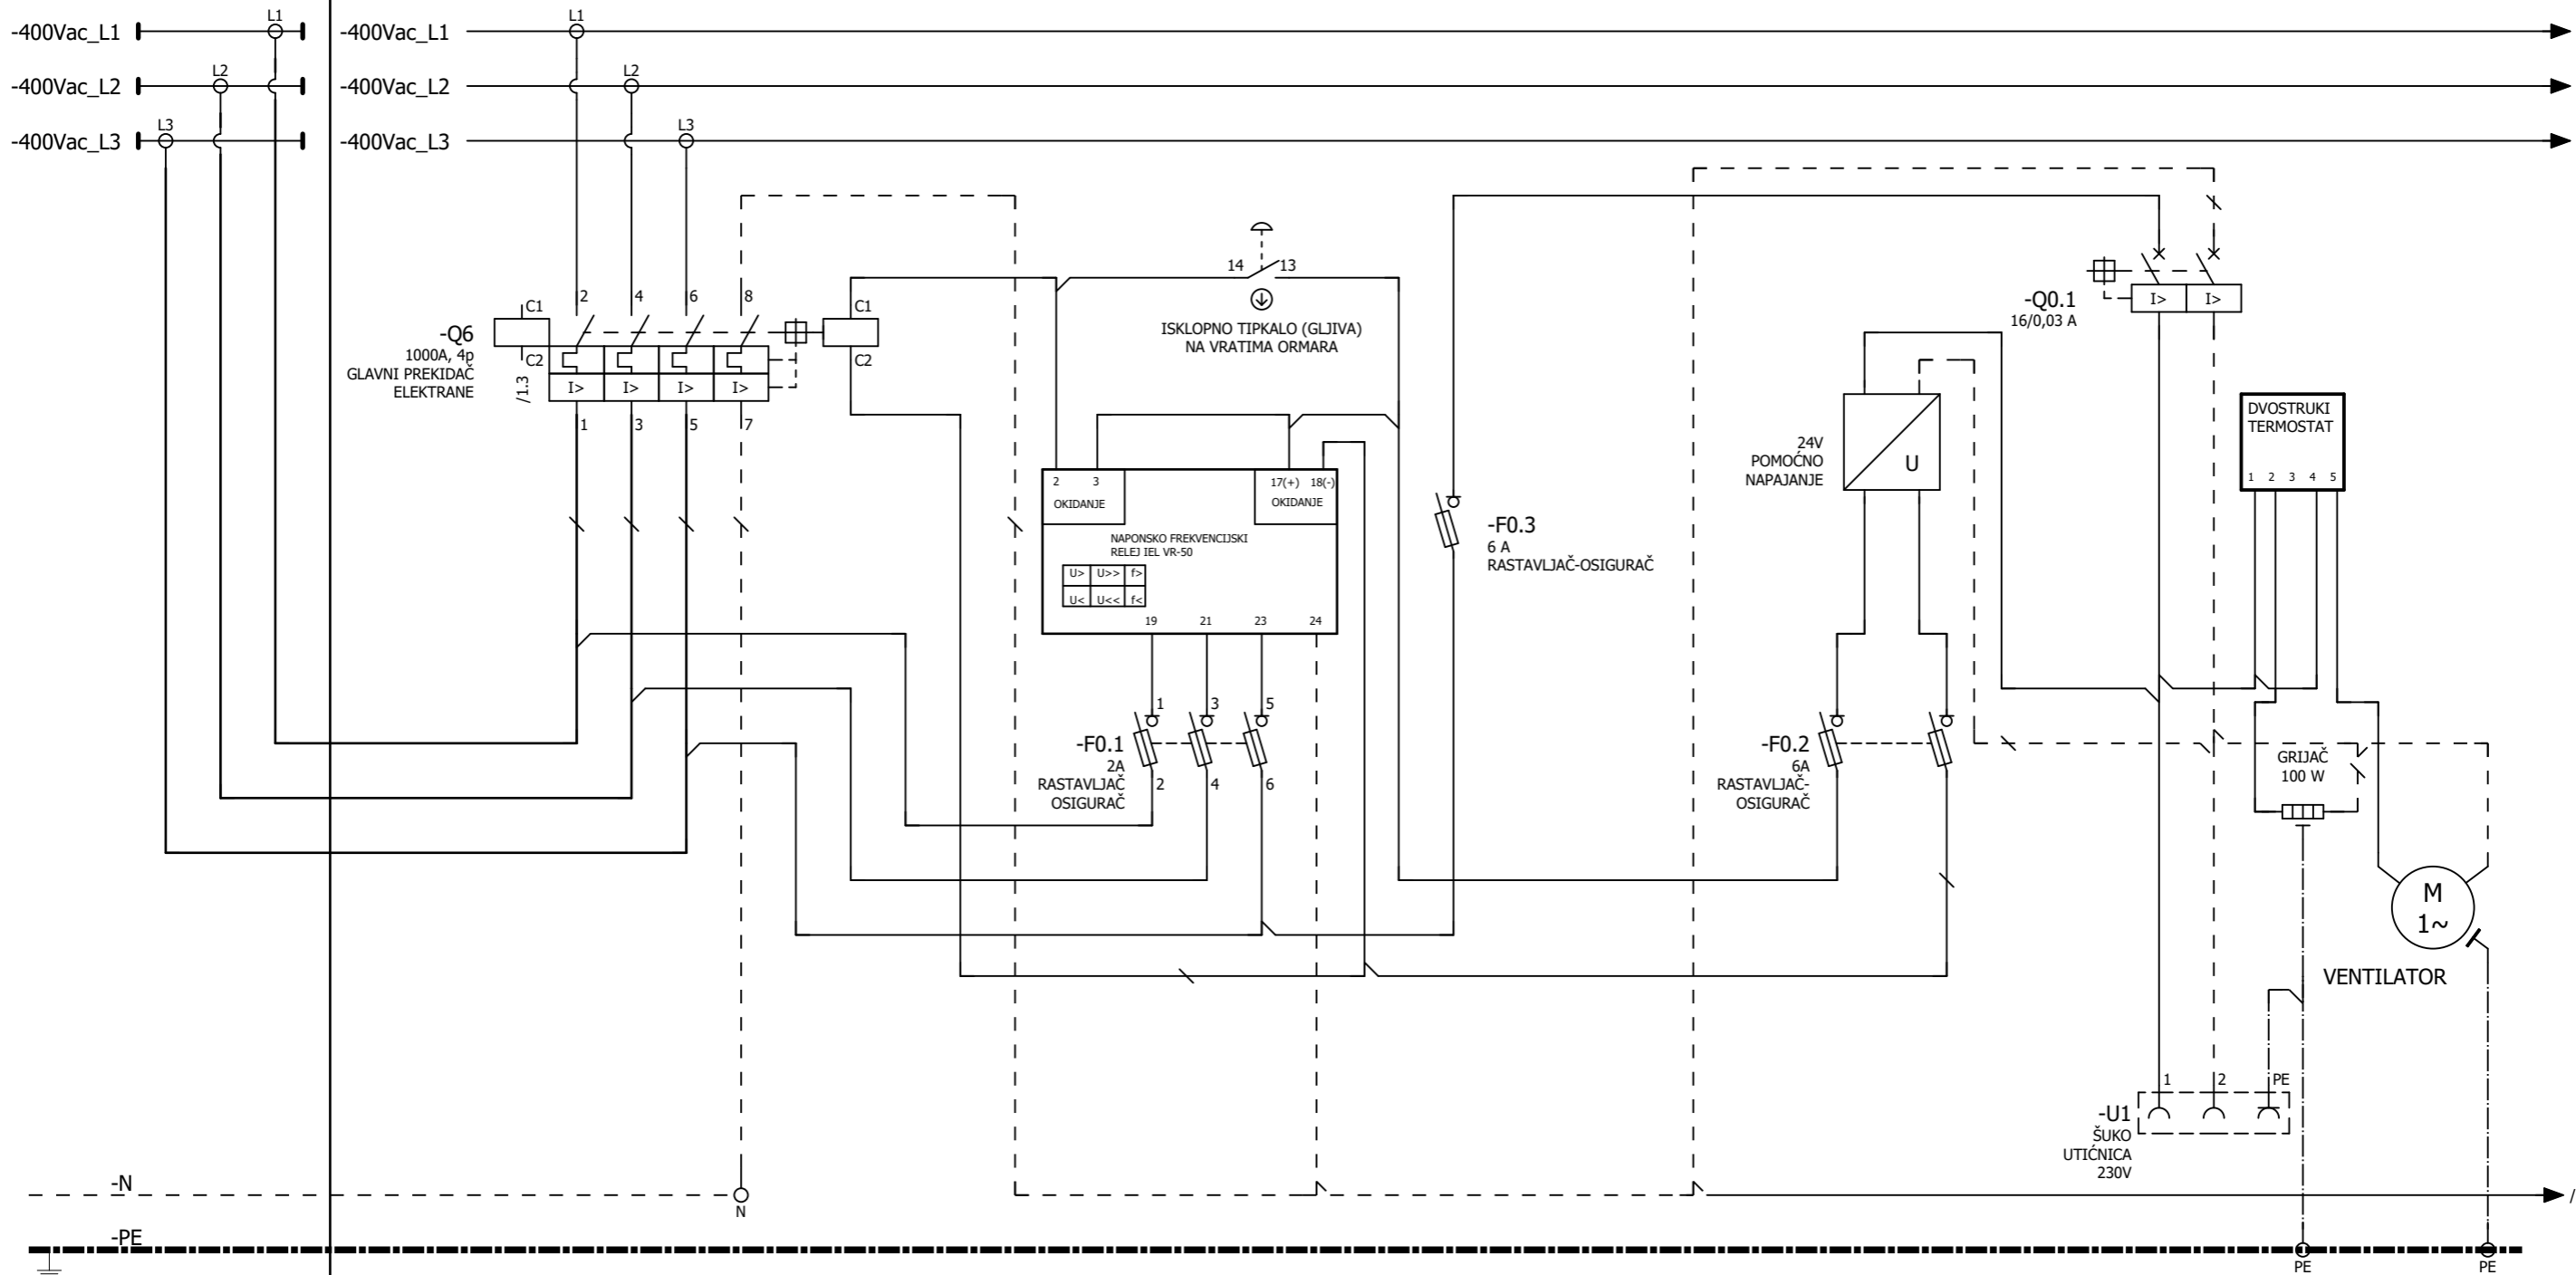 L1
L1
-400Vac_L1
-400Vac_L1
L2
L2
-400Vac_L2
-400Vac_L2
L3
L3
-400Vac_L3
-400Vac_L3
14
13
ISKLOPNO TIPKALO (GLJIVA)
NA VRATIMA ORMARA
-Q6
1000A, 4p
GLAVNI PREKIDAČ
ELEKTRANE
/1.3
C1
C2
2
4
6
8
I>
I>
I>
I>
1
3
5
7
C1
C2
-Q0.1
16/0,03 A
I>
I>
24V
POMOĆNO
NAPAJANJE
U
DVOSTRUKI
TERMOSTAT
1 2 3 4 5
2 3
OKIDANJE
17(+) 18(-)
OKIDANJE
NAPONSKO FREKVENCIJSKI
RELEJ IEL VR-50
U> U>> f>
U< U<< f<
19 21 23 24
-F0.3
6 A
RASTAVLJAČ-OSIGURAČ
1
3
5
-F0.1
2A
RASTAVLJAČ
OSIGURAČ
2
4
6
-F0.2
6A
RASTAVLJAČ-
OSIGURAČ
GRIJAČ
100 W
M
1~
VENTILATOR
1
2
PE
-U1
ŠUKO
UTIĆNICA
230V
-N
N
/
-PE
PE
PE